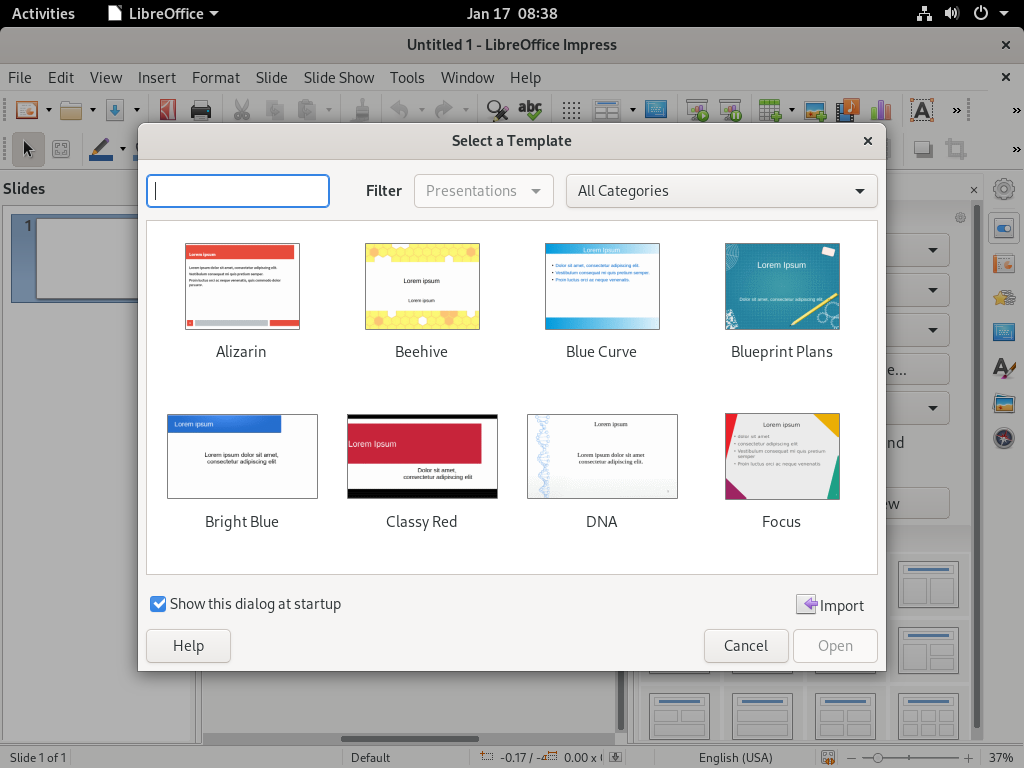 Activities LibreOffice Jan 17 08:38
Untitled 1 - LibreOffice Impress
File Edit View Insert Format Slide Slide Show Tools Window Help
abc A » »
»
Slides
1
Select a Template
Filter Presentations All Categories
Lorem ipsum
Lorem ipsum dolor sit amet, consectetur adipiscing elit.
Vestibulum consequat mi quis pretium semper.
Proin luctus orci ac neque venenatis, quis commodo dolor posuere.
Lorem ipsum
Lorem ipsum
Lorem Ipsum
• Dolor sit amet, consectetur adipiscing elit.
• Vestibulum consequat mi quis pretium semper.
• Proin luctus orci ac neque venenatis.
Lorem Ipsum
Dolor sit amet, consectetur adipiscing elit.
Alizarin Beehive Blue Curve Blueprint Plans
Lorem ipsum
Lorem ipsum dolor sit amet,
consectetur adipiscing elit
Lorem Ipsum
Dolor sit amet,
consectetur adipiscing elit
Lorem ipsum
Lorem ipsum dolor sit amet
consectetur adipiscing elit.
Lorem ipsum
• dolor sit amet
• consectetur adipiscing elit.
• Vestibulum consequat mi quis pretium
semper
• Proin luctus orci ac neque venenatis
Bright Blue Classy Red DNA Focus
e...
nd
ew
Show this dialog at startup
Import
Help Cancel Open
Slide 1 of 1 Default -0.17 / -4 0.00 x English (USA) 37%